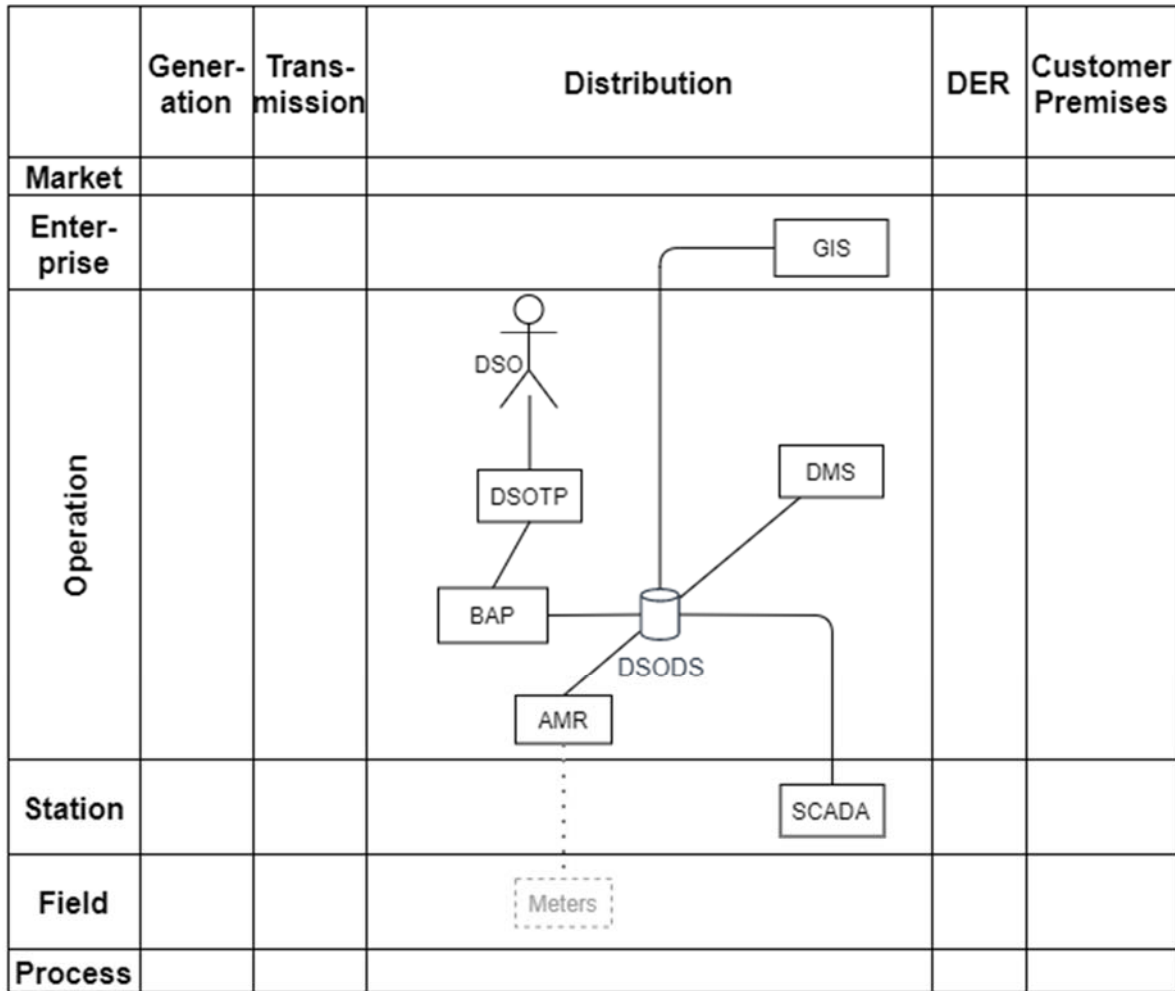 Gener-
ation
Trans-
mission
Distribution
DER
Customer
Premises
Market
Enter-
prise
GIS
Operation
DSO
DSOTP
DMS
BAP
DSODS
AMR
Station
SCADA
Field
Meters
Process